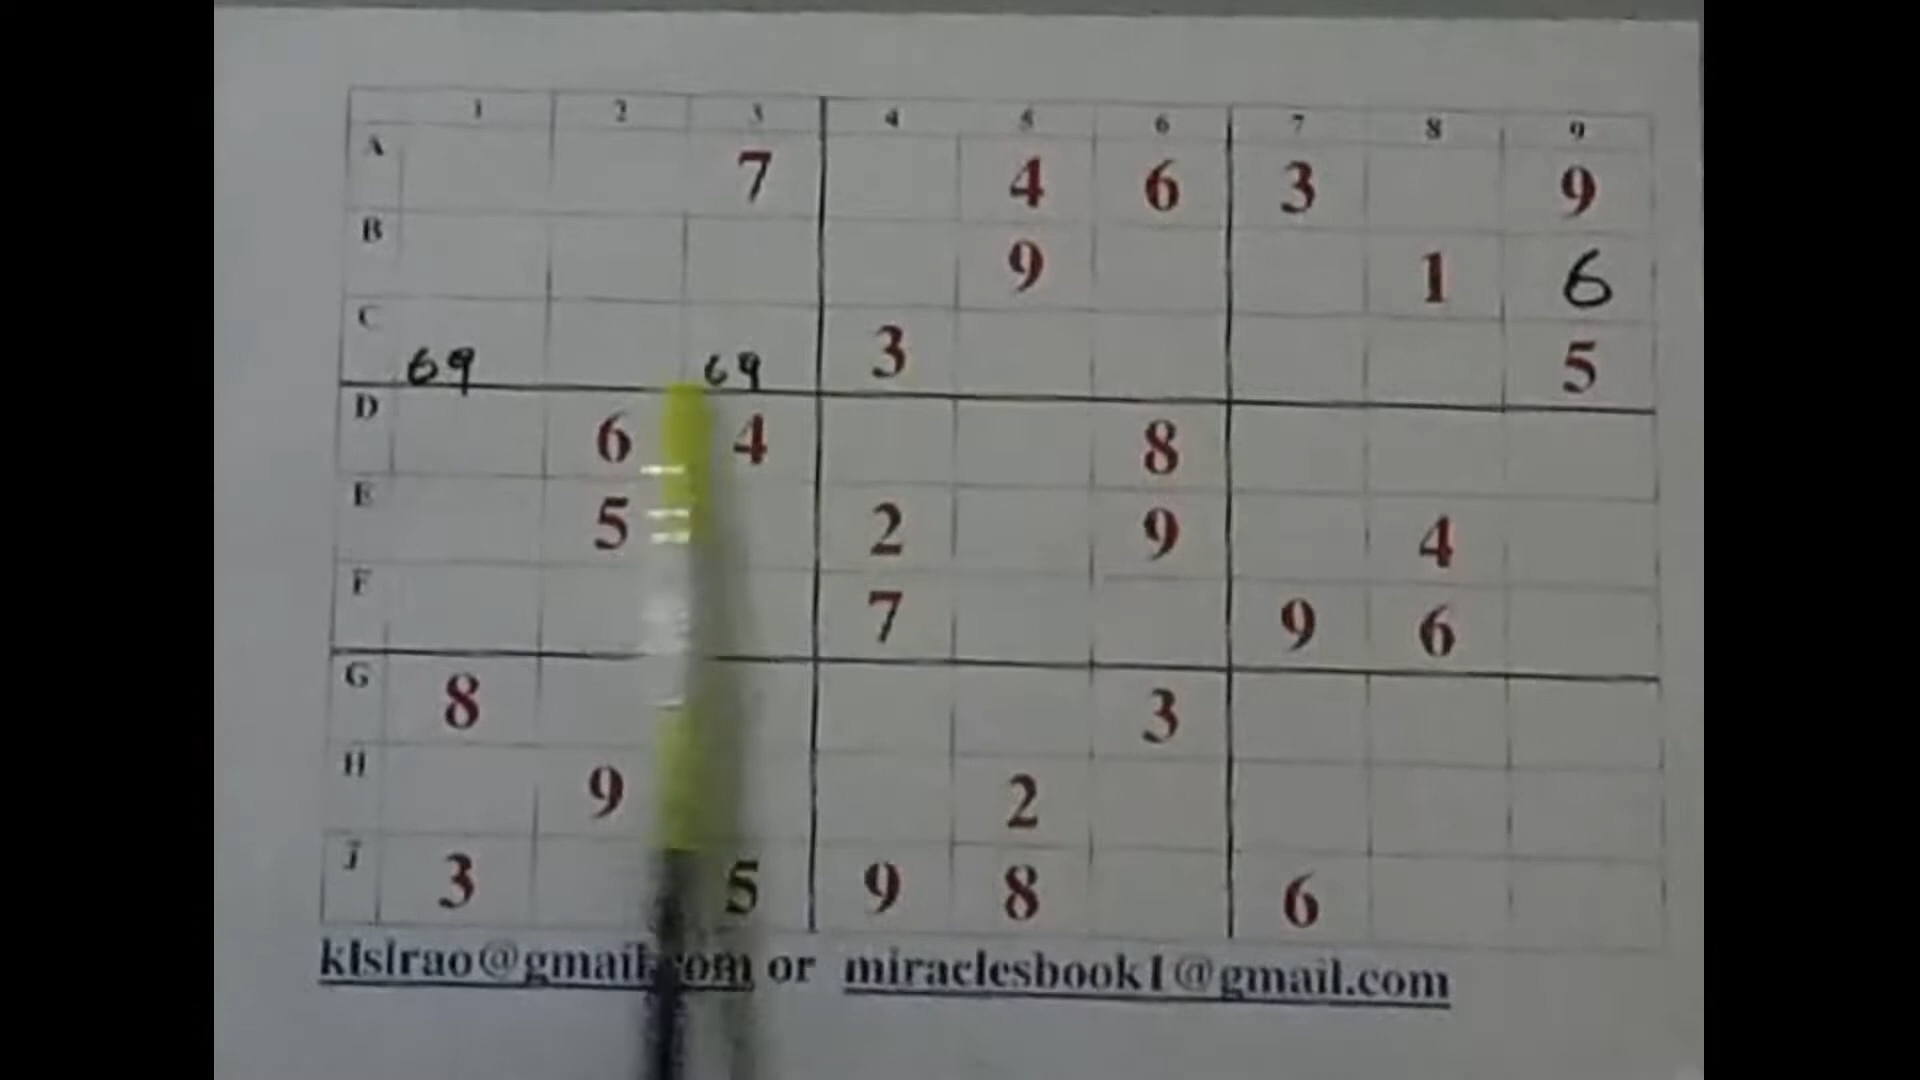 1 2 3 4 5 6 7 8 9
A 7 4 6 3 9
B 9 1 6
C 69 69 3 5
D 6 4 8
E 5 2 9 4
F 7 9 6
G 8 3
H 9 2
J 3 5 9 8 6
klslrao@gmail.com or miraclesbook1@gmail.com